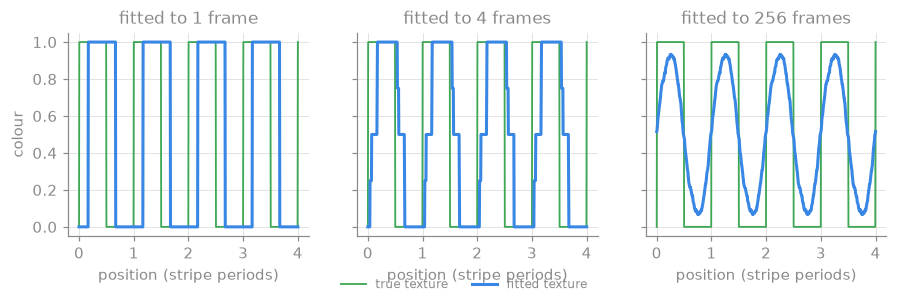 fitted to 1 frame
fitted to 4 frames
fitted to 256 frames
colour
1.0
0.8
0.6
0.4
0.2
0.0
0 1 2 3 4
0 1 2 3 4
0 1 2 3 4
position (stripe periods)
position (stripe periods)
position (stripe periods)
true texture
fitted texture